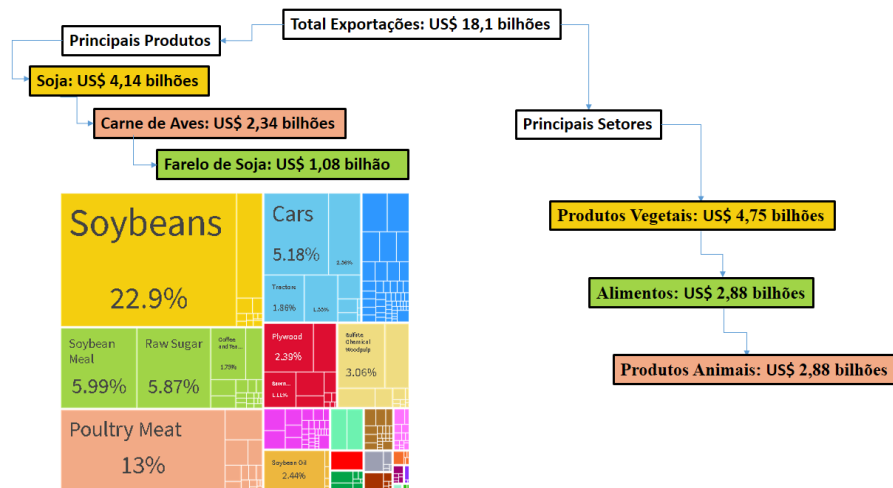 Total Exportações: US$ 18,1 bilhões
Principais Produtos
Soja: US$ 4,14 bilhões
Carne de Aves: US$ 2,34 bilhões
Farelo de Soja: US$ 1,08 bilhão
Principais Setores
Produtos Vegetais: US$ 4,75 bilhões
Alimentos: US$ 2,88 bilhões
Produtos Animais: US$ 2,88 bilhões
Soybeans
22.9%
Cars
5.18%
Tractors
1.86%
Soybean
Meal
5.99%
Raw Sugar
5.87%
Coffee
Plywood
2.39%
1.11%
Sulfite
Chemical
Woodpulp
3.06%
Poultry Meat
13%
Soybean Oil
2.44%